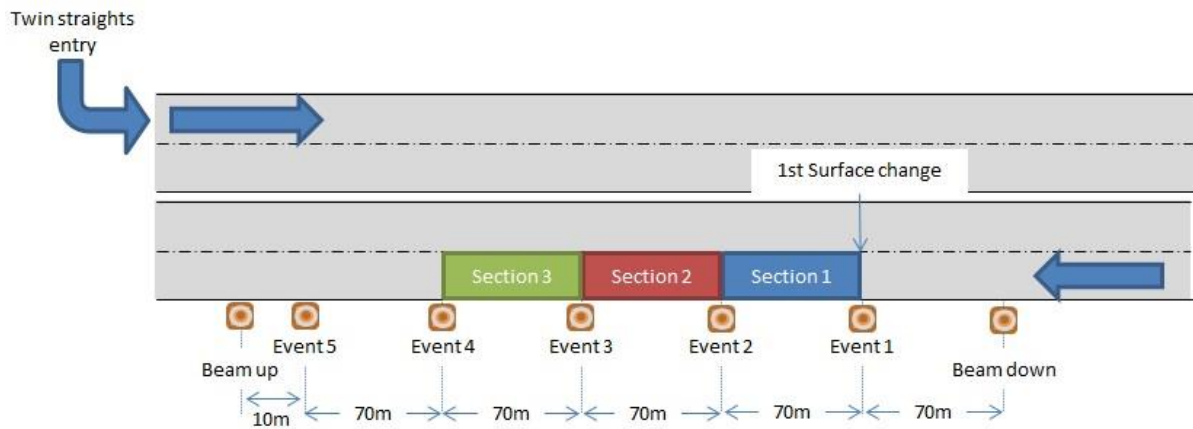 Twin straights
entry
1st Surface change
Section 3
Section 2
Section 1
Event 5
Event 4
Event 3
Event 2
Event 1
Beam up
Beam down
10m
70m
70m
70m
70m
70m